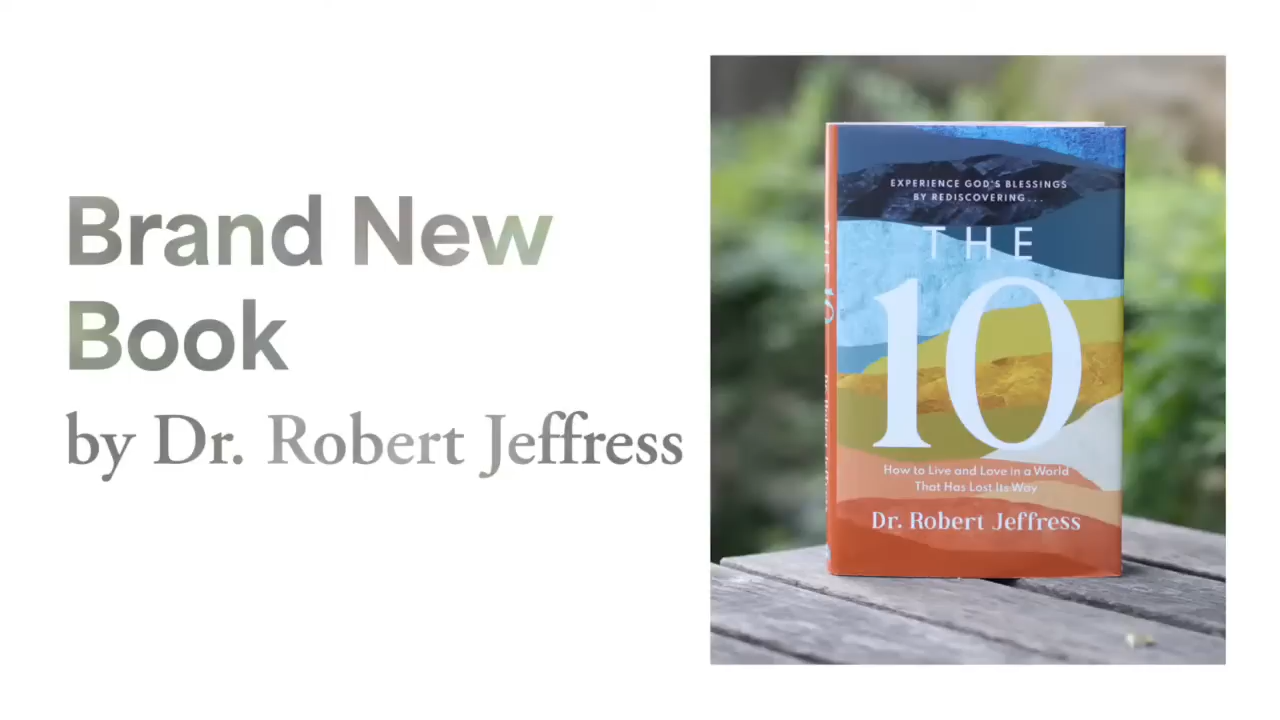 Brand New
Book
by Dr. Robert Jeffress
EXPERIENCE GOD'S BLESSINGS
BY REDISCOVERING...
THE
10
How to Live and Love in a World
That Has Lost Its Way
Dr. Robert Jeffress